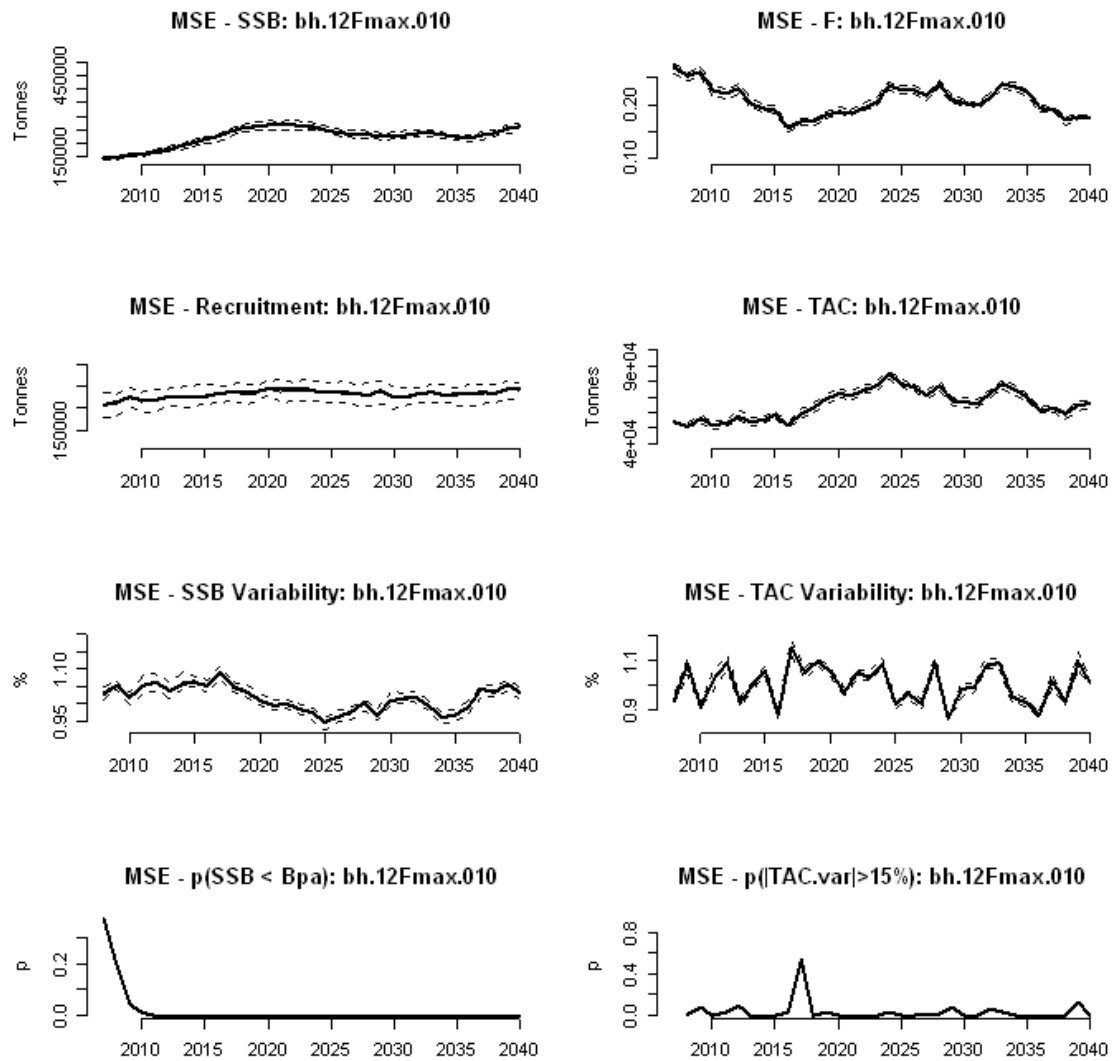 MSE - SSB: bh.12Fmax.010
Tonnes
150000 450000
2010 2015 2020 2025 2030 2035 2040
MSE - F: bh.12Fmax.010
0.10 0.20
2010 2015 2020 2025 2030 2035 2040
MSE - Recruitment: bh.12Fmax.010
Tonnes
150000
2010 2015 2020 2025 2030 2035 2040
MSE - TAC: bh.12Fmax.010
Tonnes
4e+04 9e+04
2010 2015 2020 2025 2030 2035 2040
MSE - SSB Variability: bh.12Fmax.010
%
0.95 1.10
2010 2015 2020 2025 2030 2035 2040
MSE - TAC Variability: bh.12Fmax.010
%
0.9 1.1
2010 2015 2020 2025 2030 2035 2040
MSE - p(SSB < Bpa): bh.12Fmax.010
p
0.0 0.2
2010 2015 2020 2025 2030 2035 2040
MSE - p(|TAC.var|>15%): bh.12Fmax.010
p
0.0 0.4 0.8
2010 2015 2020 2025 2030 2035 2040